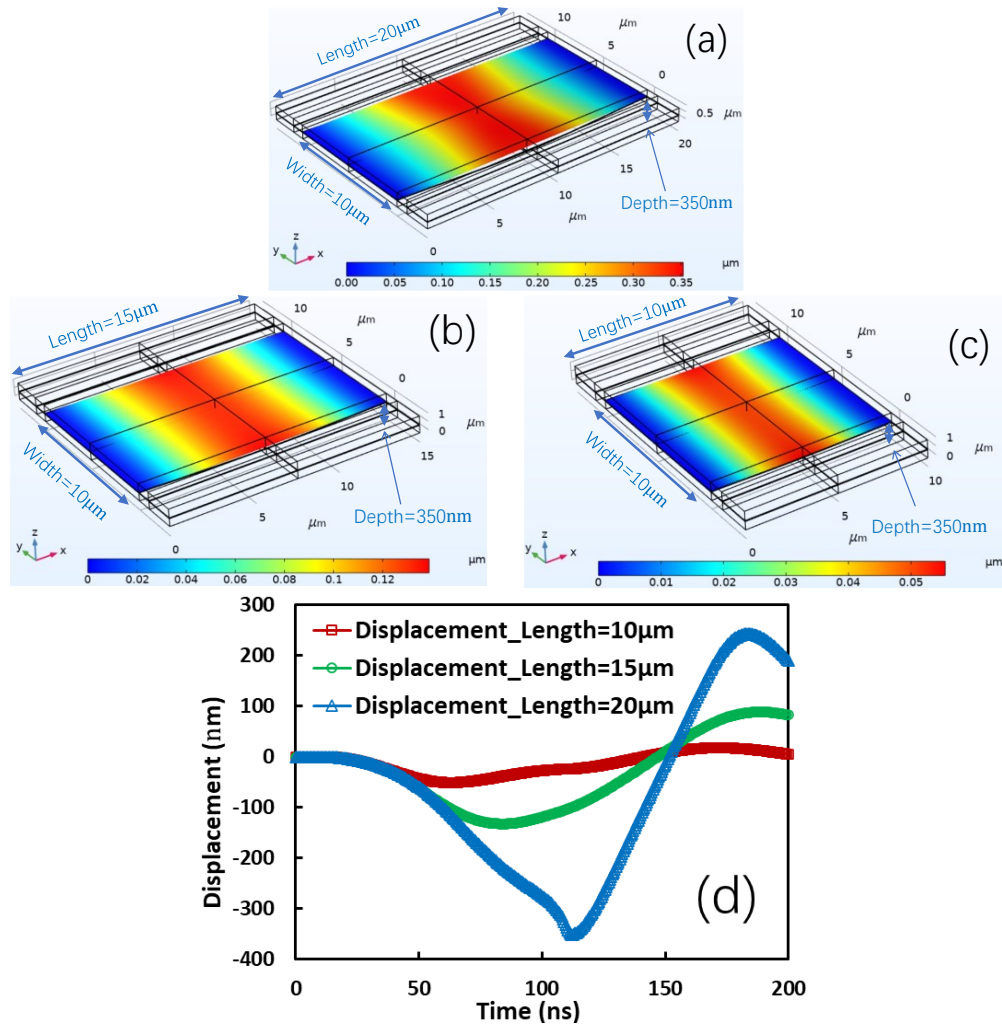 (a)
Length=20µm
Width=10µm
Depth=350nm
10
µm
5
0
0.5 µm
20
15
10
µm
5
0
z
y
x
µm
0.00 0.05 0.10 0.15 0.20 0.25 0.30 0.35
(b)
Length=15µm
Width=10µm
Depth=350nm
10
µm
5
0
1
0
µm
15
10
µm
5
0
z
y
x
µm
0 0.02 0.04 0.06 0.08 0.1 0.12
(c)
Length=10µm
Width=10µm
Depth=350nm
10
µm
5
0
1
0
µm
10
5
µm
0
z
y
x
µm
0 0.01 0.02 0.03 0.04 0.05
Displacement (nm)
300
200
100
0
-100
-200
-300
-400
Displacement_Length=10µm
Displacement_Length=15µm
Displacement_Length=20µm
(d)
0 50 100 150 200
Time (ns)